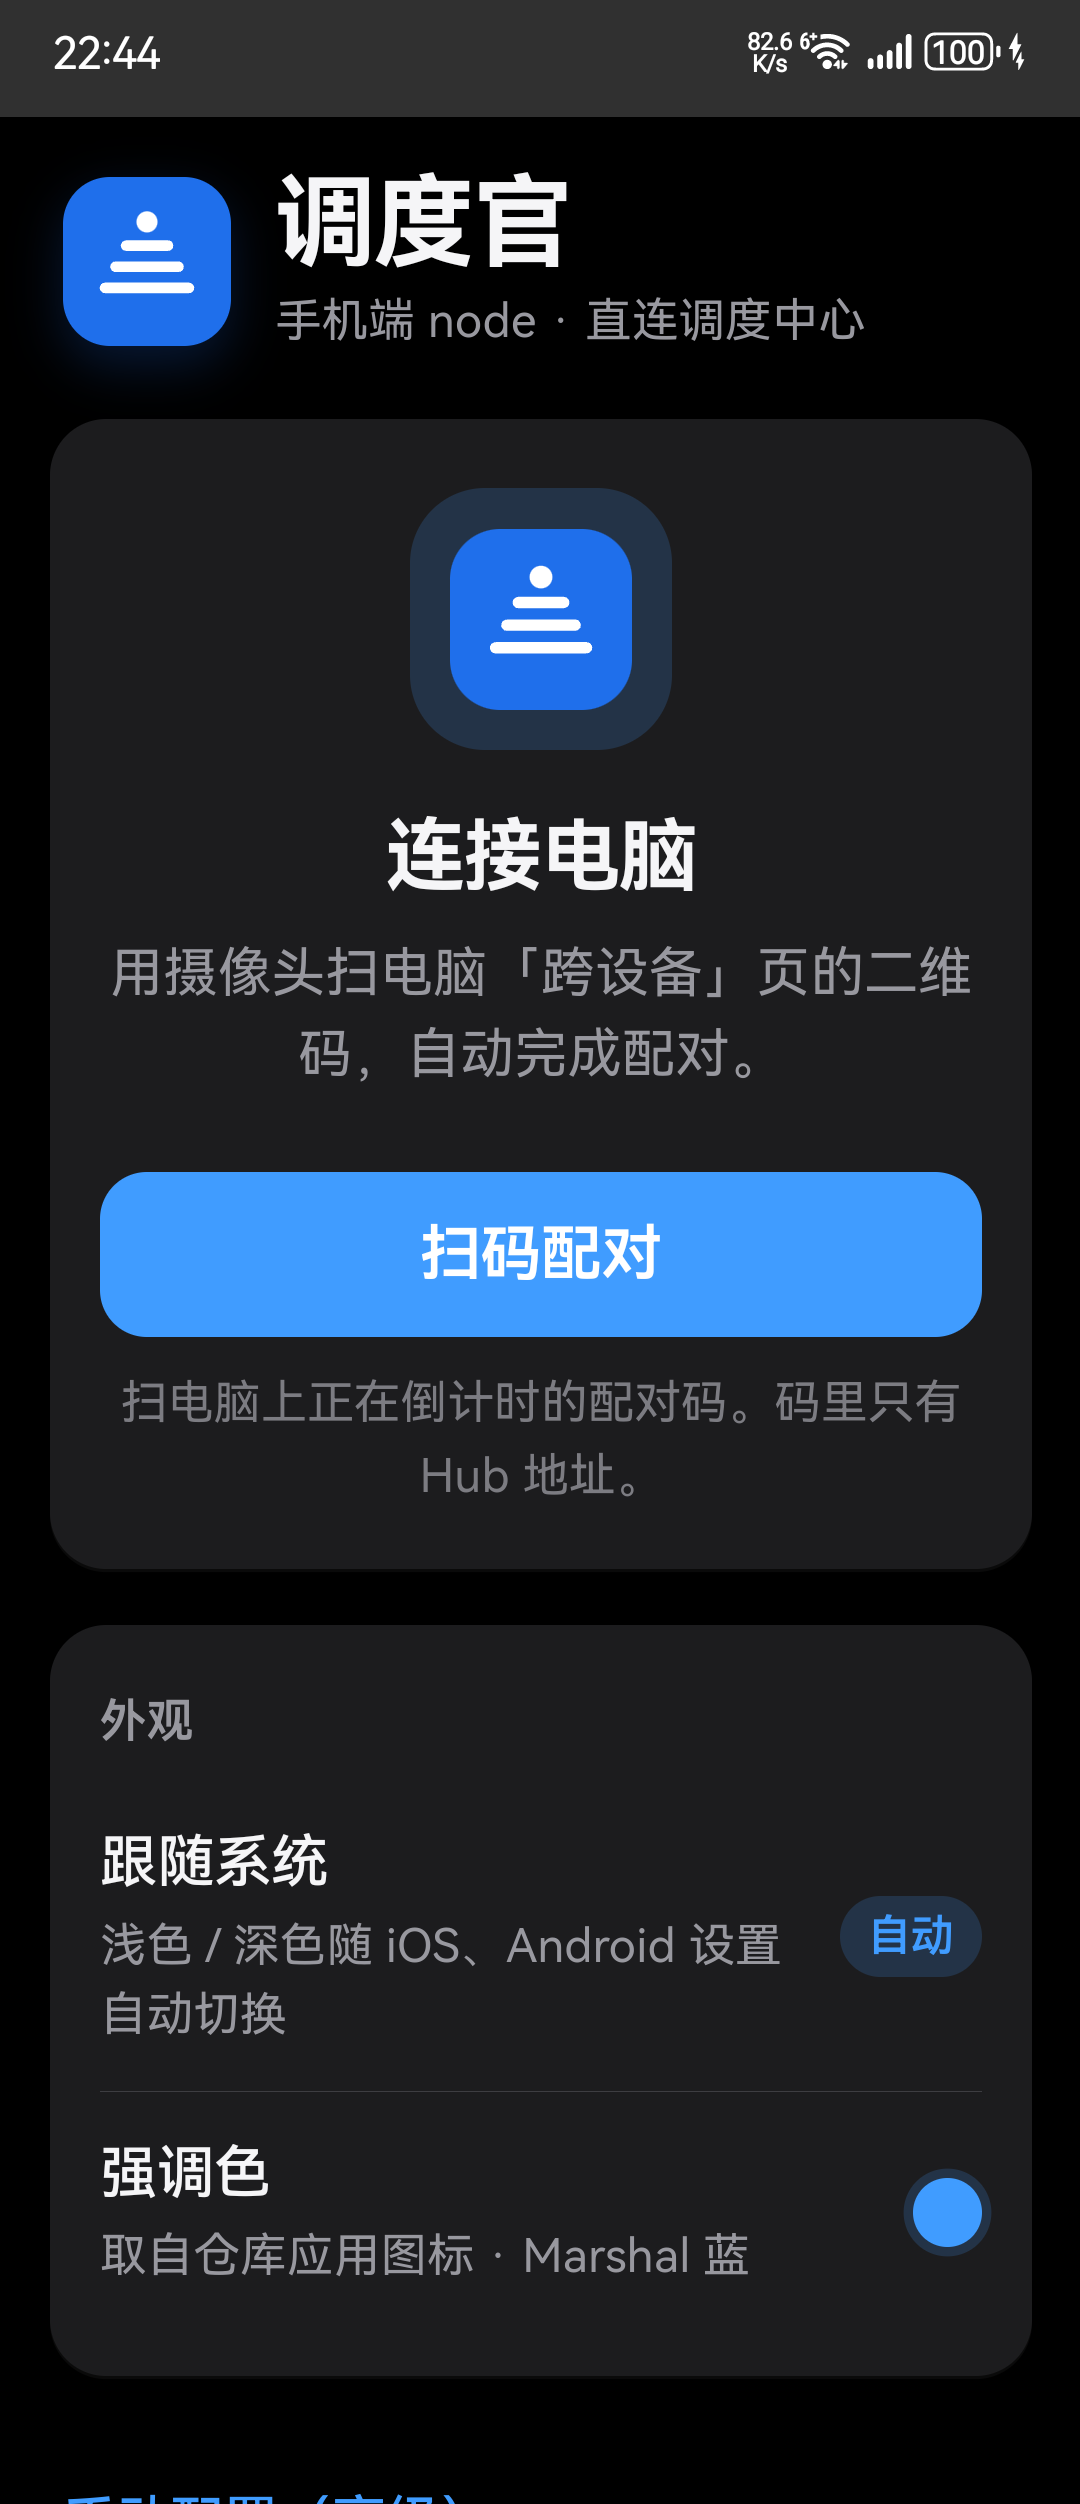 22:44
82.6 K/s
6+
100
调度官
手机端 node · 直连调度中心
连接电脑
用摄像头扫电脑「跨设备」页的二维
码，自动完成配对。
扫码配对
扫电脑上正在倒计时的配对码。码里只有
Hub 地址。
外观
跟随系统
浅色 / 深色随 iOS、Android 设置
自动切换
自动
强调色
取自仓库应用图标 · Marshal 蓝